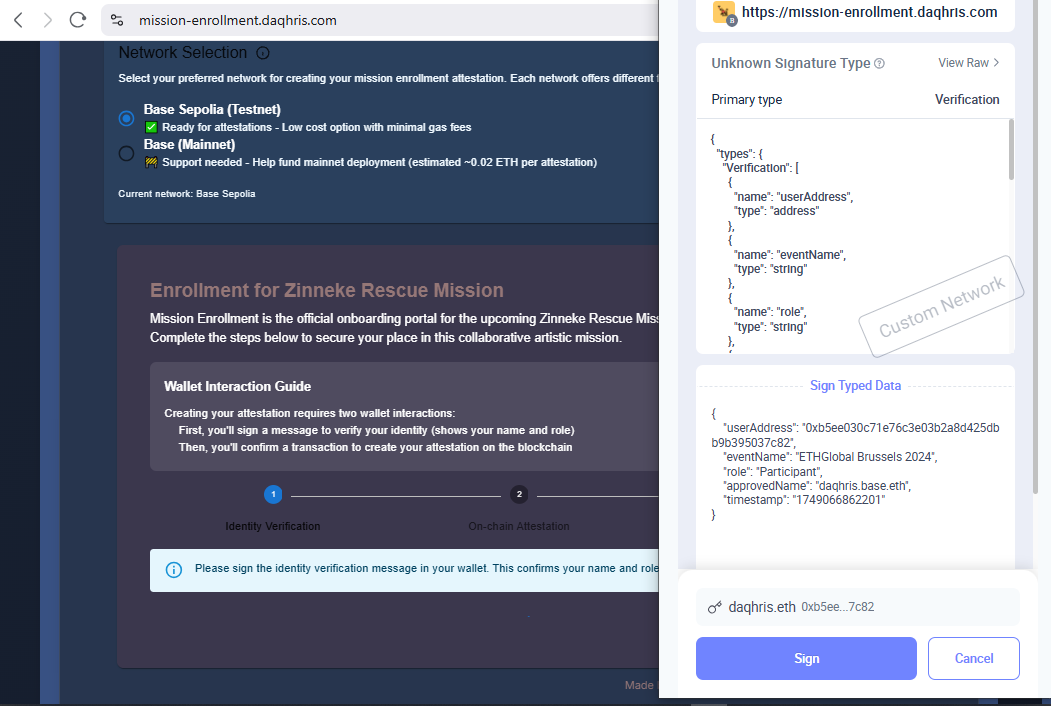 mission-enrollment.daqhris.com
Network Selection
Select your preferred network for creating your mission enrollment attestation. Each network offers different
Base Sepolia (Testnet)
✅ Ready for attestations - Low cost option with minimal gas fees
Base (Mainnet)
🚧 Support needed - Help fund mainnet deployment (estimated ~0.02 ETH per attestation)
Current network: Base Sepolia
Enrollment for Zinneke Rescue Mission
Mission Enrollment is the official onboarding portal for the upcoming Zinneke Rescue Miss
Complete the steps below to secure your place in this collaborative artistic mission.
Wallet Interaction Guide
Creating your attestation requires two wallet interactions:
First, you'll sign a message to verify your identity (shows your name and role)
Then, you'll confirm a transaction to create your attestation on the blockchain
1
2
Identity Verification
On-chain Attestation
Please sign the identity verification message in your wallet. This confirms your name and role
Made
https://mission-enrollment.daqhris.com
Unknown Signature Type
View Raw >
Primary type
Verification
{
"types": {
"Verification": [
{
"name": "userAddress",
"type": "address"
},
{
"name": "eventName",
"type": "string"
},
{
"name": "role",
"type": "string"
},
{
Custom Network
Sign Typed Data
{
"userAddress": "0xb5ee030c71e76c3e03b2a8d425db
b9b395037c82",
"eventName": "ETHGlobal Brussels 2024",
"role": "Participant",
"approvedName": "daqhris.base.eth",
"timestamp": "1749066862201"
}
daqhris.eth 0xb5ee...7c82
Sign
Cancel